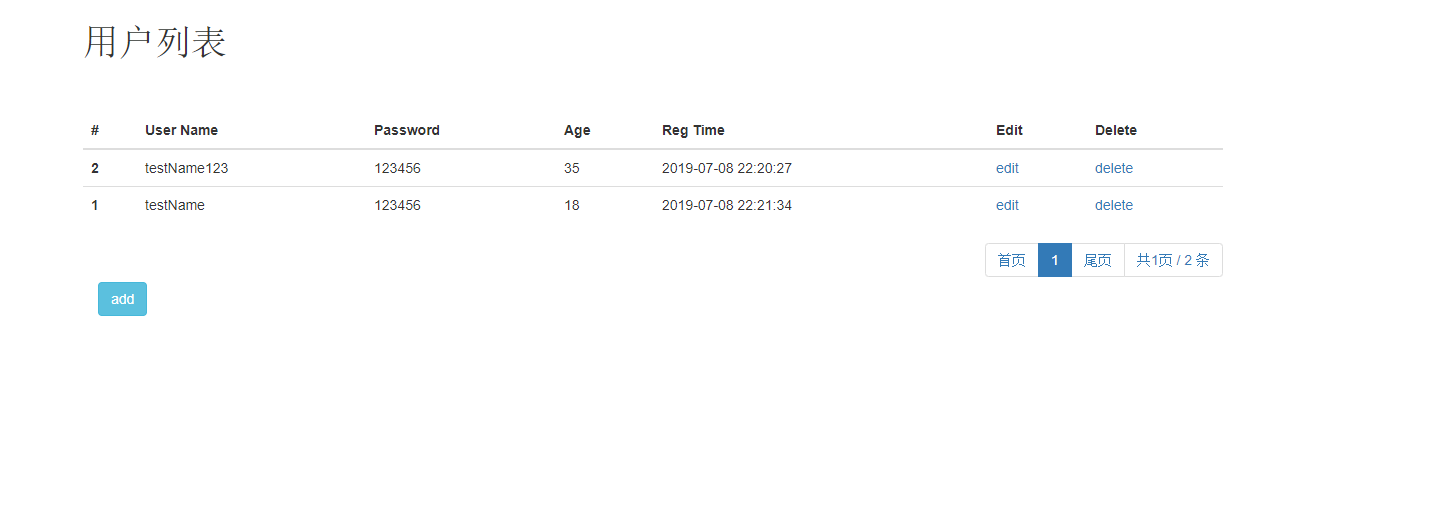 用户列表
# User Name Password Age Reg Time Edit Delete
2 testName123 123456 35 2019-07-08 22:20:27 edit delete
1 testName 123456 18 2019-07-08 22:21:34 edit delete
首页 1 尾页 共1页 / 2 条
add